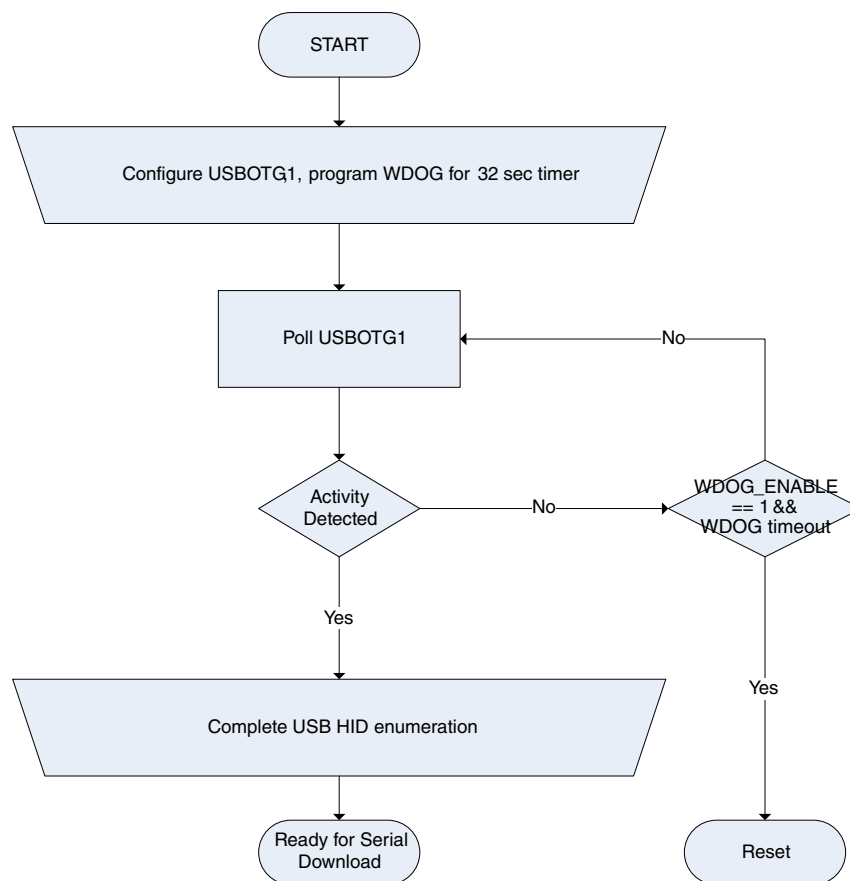 START
Configure USBOTG1, program WDOG for 32 sec timer
Poll USBOTG1
No
Activity
Detected
No
WDOG_ENABLE
== 1 &&
WDOG timeout
Yes
Yes
Complete USB HID enumeration
Ready for Serial
Download
Reset